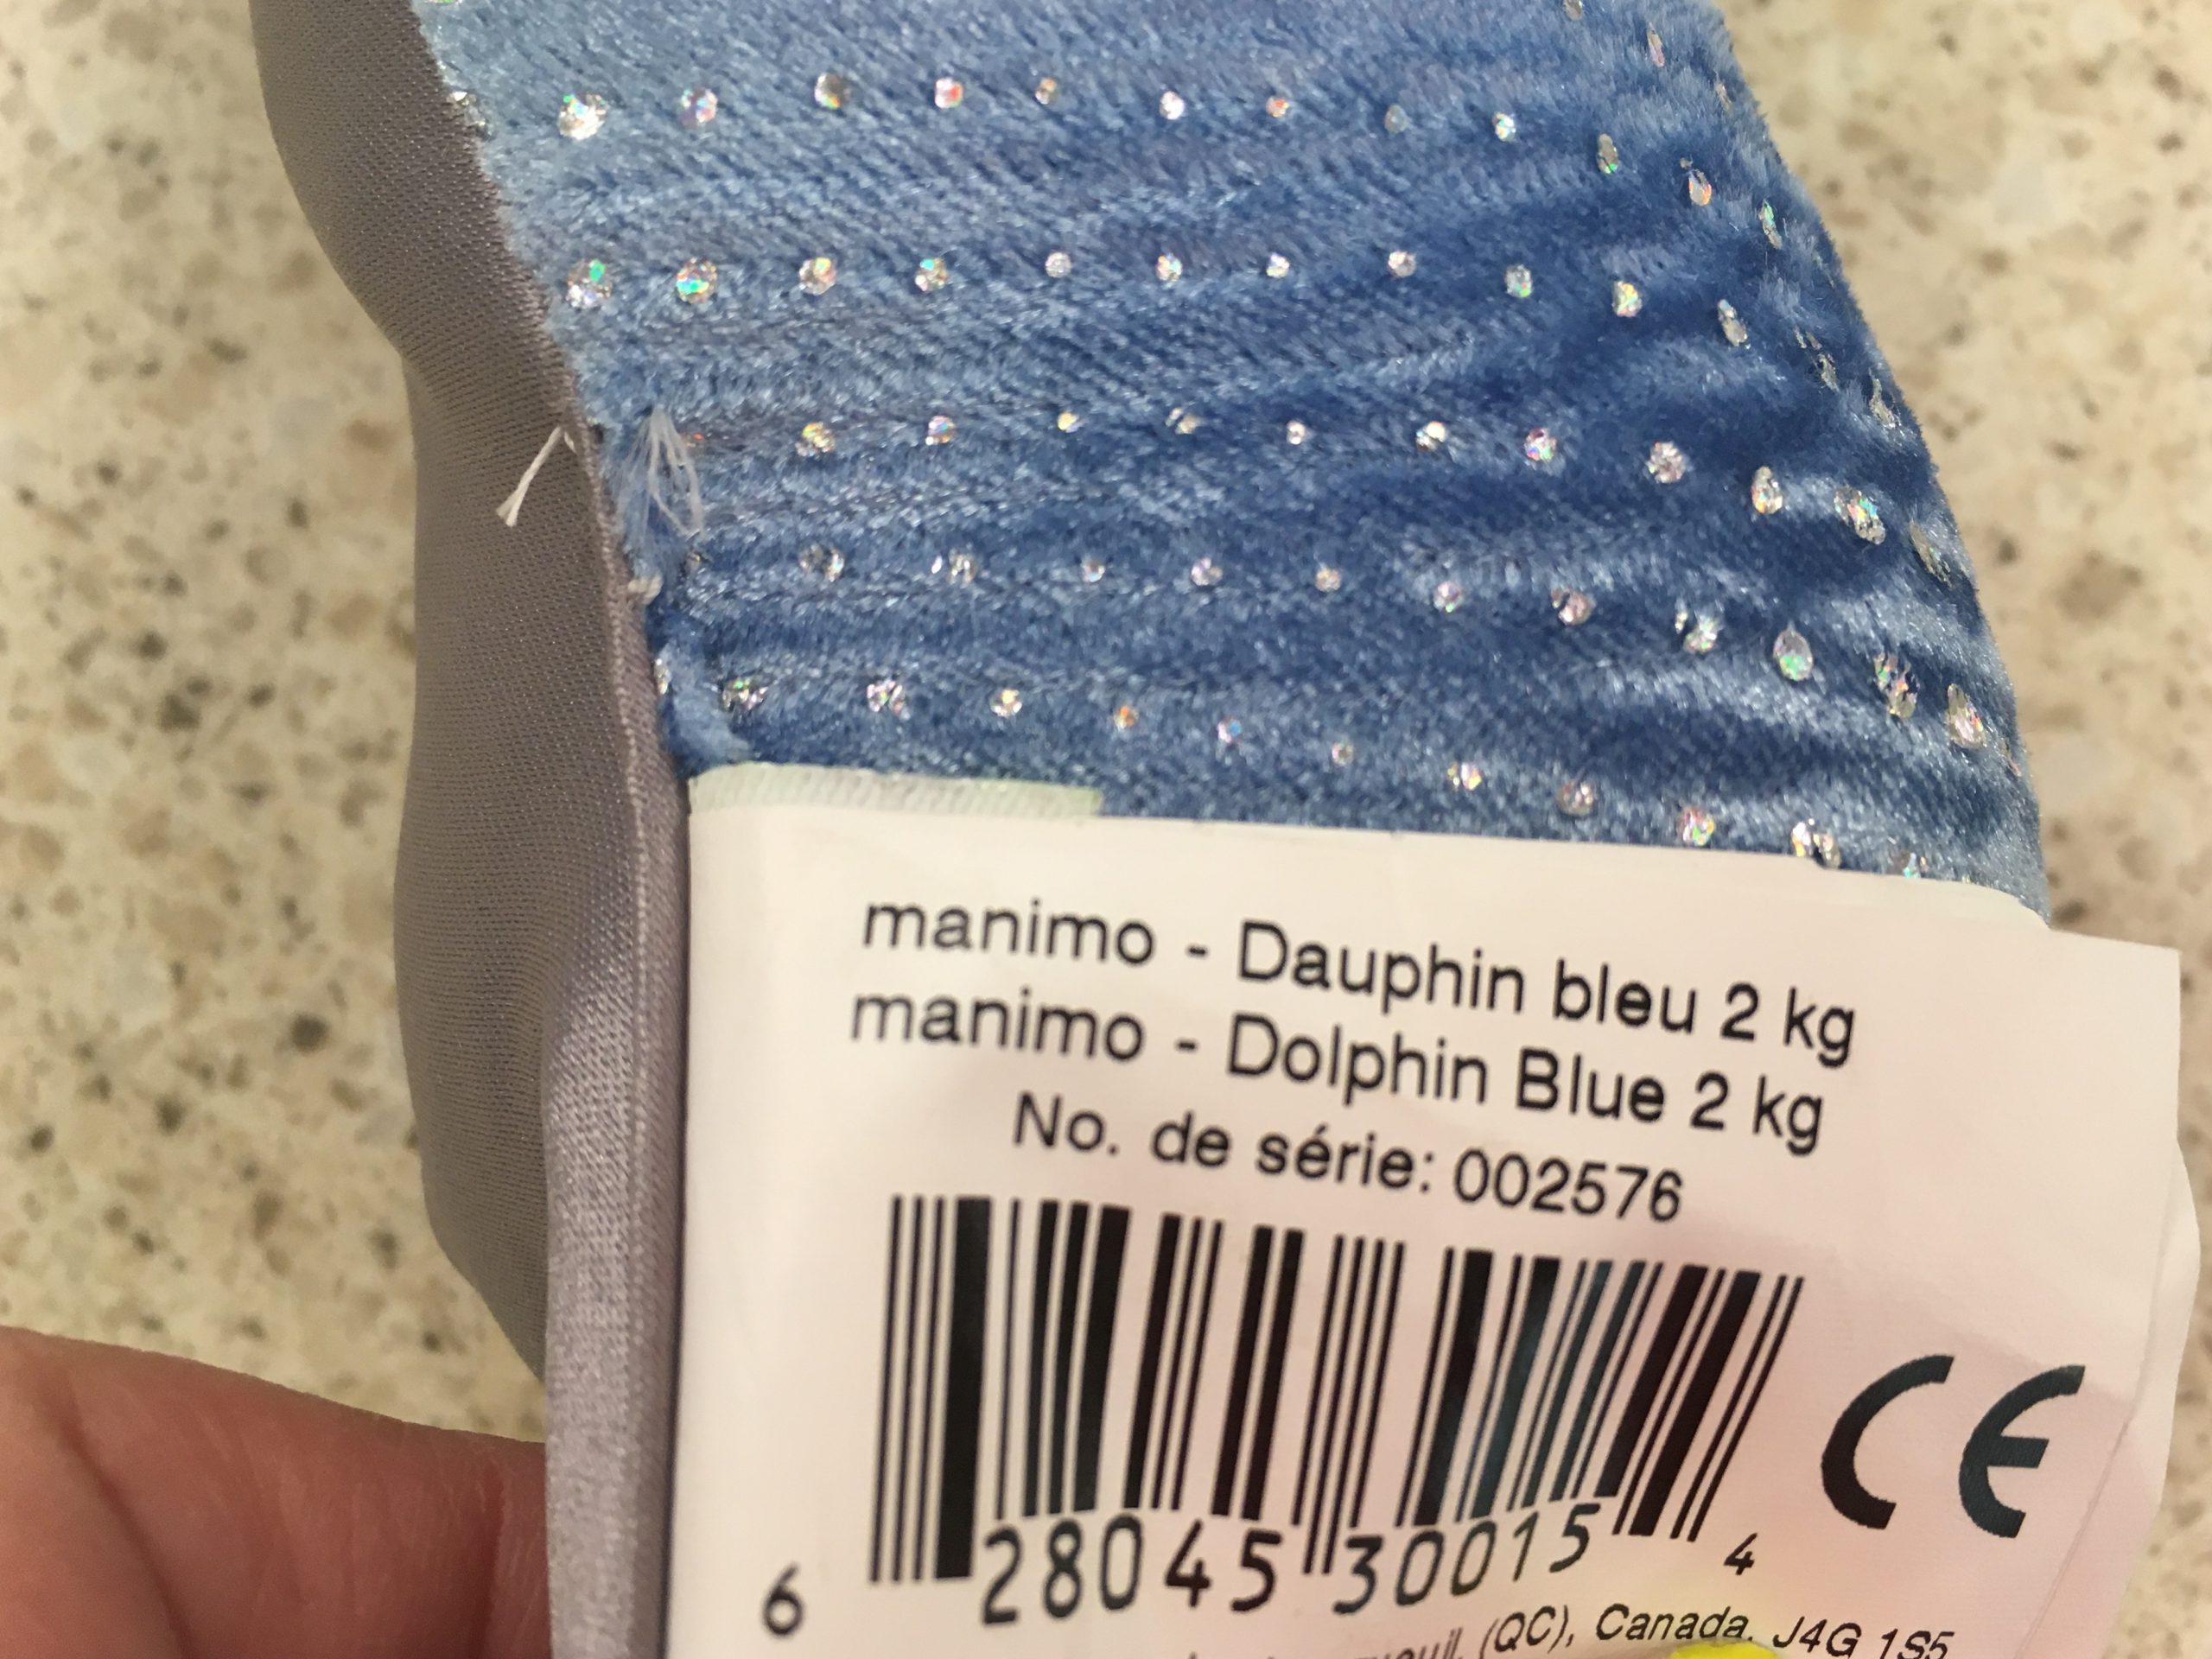 manimo - Dauphin bleu 2 kg
manimo - Dolphin Blue 2 kg
No. de série: 002576
CE
6 28045 30015 4
(QC), Canada. J4G 1S5